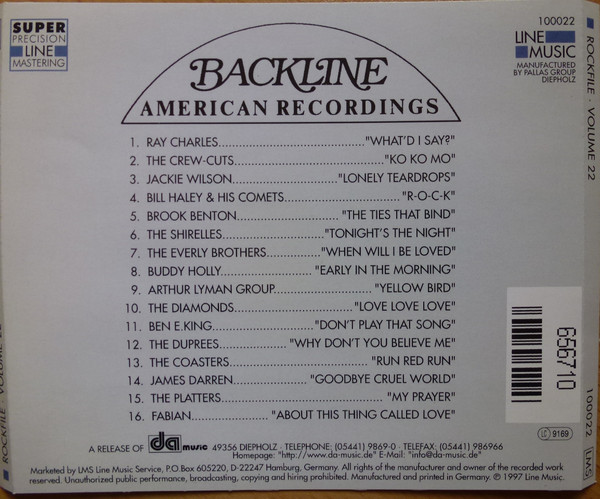 SUPER
PRECISION
LINE
MASTERING
100022
LINE
MUSIC
MANUFACTURED
BY PALLAS GROUP
DIEPHOLZ
BACKLINE
AMERICAN RECORDINGS
1. RAY CHARLES..................................."WHAT'D I SAY?"
2. THE CREW-CUTS...................................."KO KO MO"
3. JACKIE WILSON........................."LONELY TEARDROPS"
4. BILL HALEY & HIS COMETS............................"R-O-C-K"
5. BROOK BENTON................."THE TIES THAT BIND"
6. THE SHIRELLES......................"TONIGHT'S THE NIGHT"
7. THE EVERLY BROTHERS............."WHEN WILL I BE LOVED"
8. BUDDY HOLLY..............."EARLY IN THE MORNING"
9. ARTHUR LYMAN GROUP........................"YELLOW BIRD"
10. THE DIAMONDS............................."LOVE LOVE LOVE"
11. BEN E.KING........................"DON'T PLAY THAT SONG"
12. THE DUPREES............"WHY DON'T YOU BELIEVE ME"
13. THE COASTERS................................."RUN RED RUN"
14. JAMES DARREN..................."GOODBYE CRUEL WORLD"
15. THE PLATTERS........................................"MY PRAYER"
16. FABIAN.................."ABOUT THIS THING CALLED LOVE"
656710
LC 9169
A RELEASE OF da music 49356 DIEPHOLZ · TELEPHONE: (05441) 9869-0 · TELEFAX: (05441) 986966
Homepage: "http://www.da-music.de" · E-Mail: "info@da-music.de"
Marketed by LMS Line Music Service, P.O.Box 605220, D-22247 Hamburg, Germany. All rights of the manufacturer and owner of the recorded work
reserved. Unauthorized public performance, broadcasting, copying and hiring prohibited. Manufactured and printed in Germany. ℗ 1997 Line Music.
ROCKFILE · VOLUME 22
100022
LMS
ROCKFILE · VOLUME 22